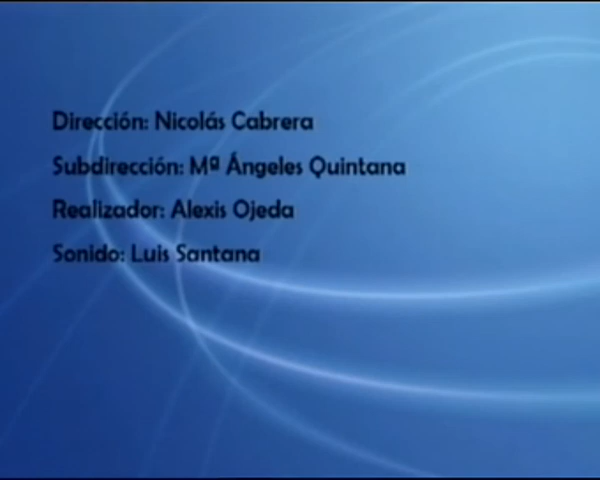 Dirección: Nicolás Cabrera
Subdirección: Mª Ángeles Quintana
Realizador: Alexis Ojeda
Sonido: Luis Santana